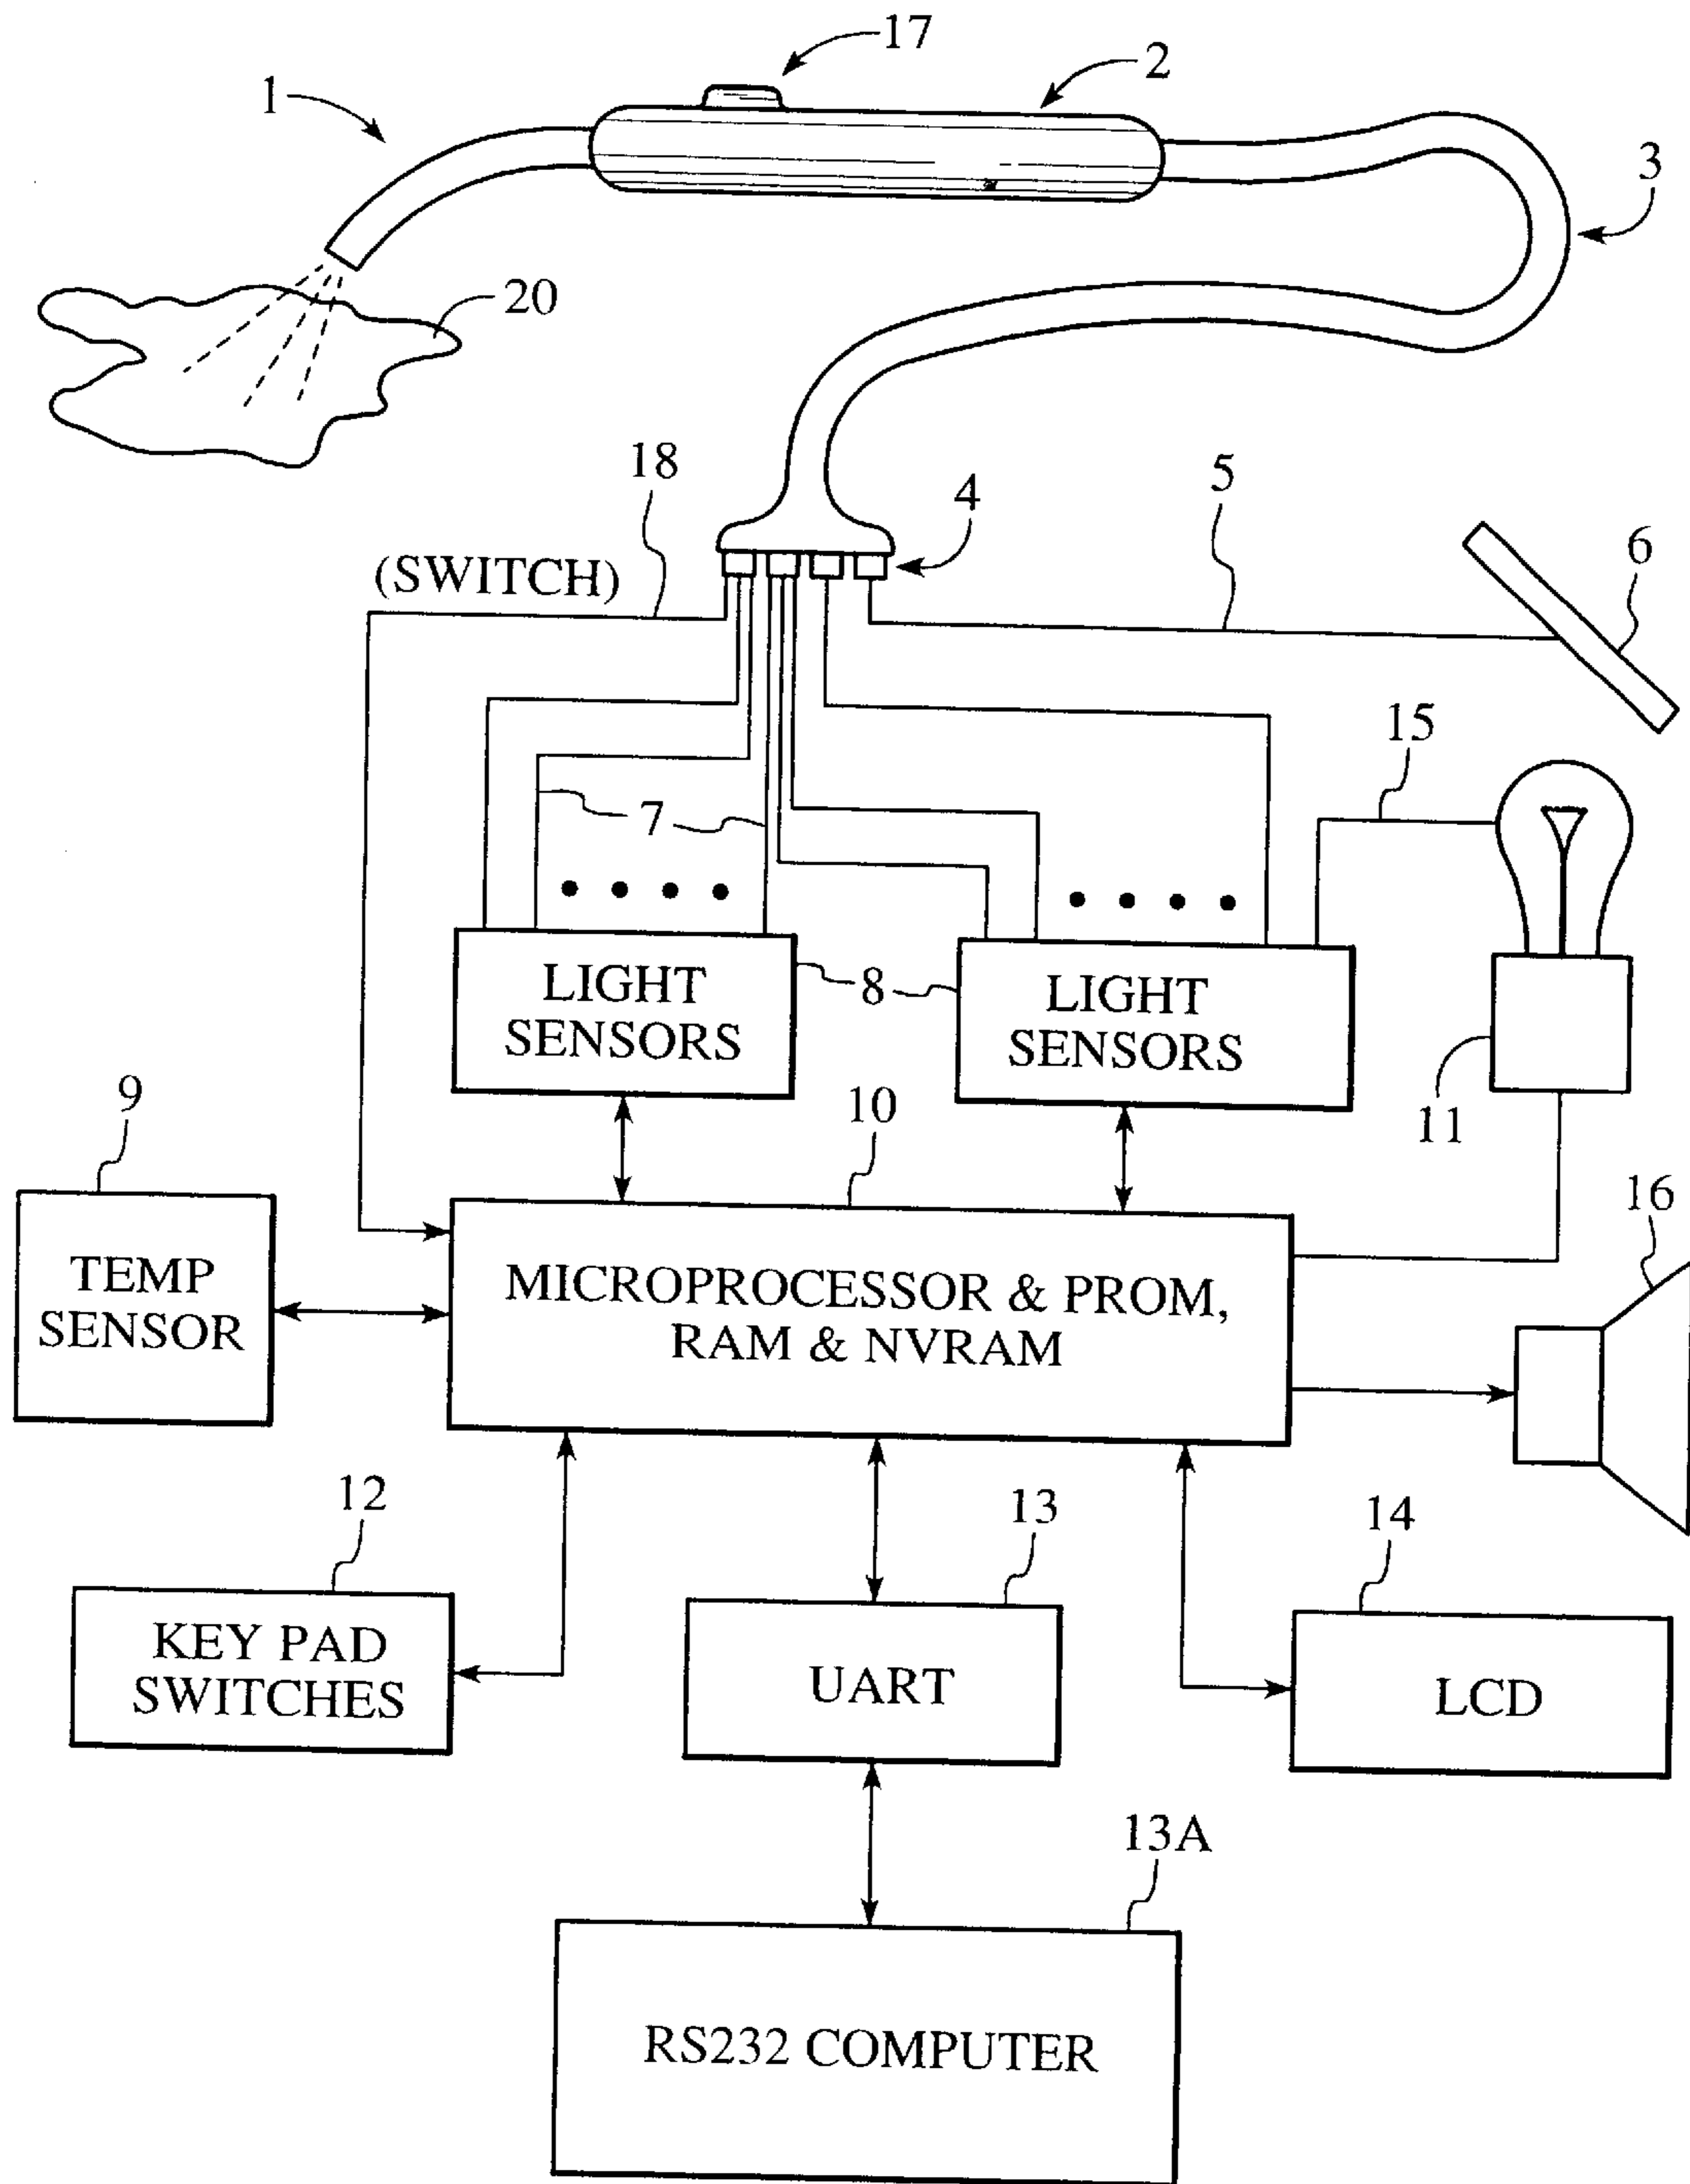 17
2
1
3
20
18
4
5
6
(SWITCH)
15
7
8
LIGHT
SENSORS
LIGHT
SENSORS
11
9
10
16
TEMP
SENSOR
MICROPROCESSOR & PROM,
RAM & NVRAM
12
13
14
KEY PAD
SWITCHES
UART
LCD
13A
RS232 COMPUTER